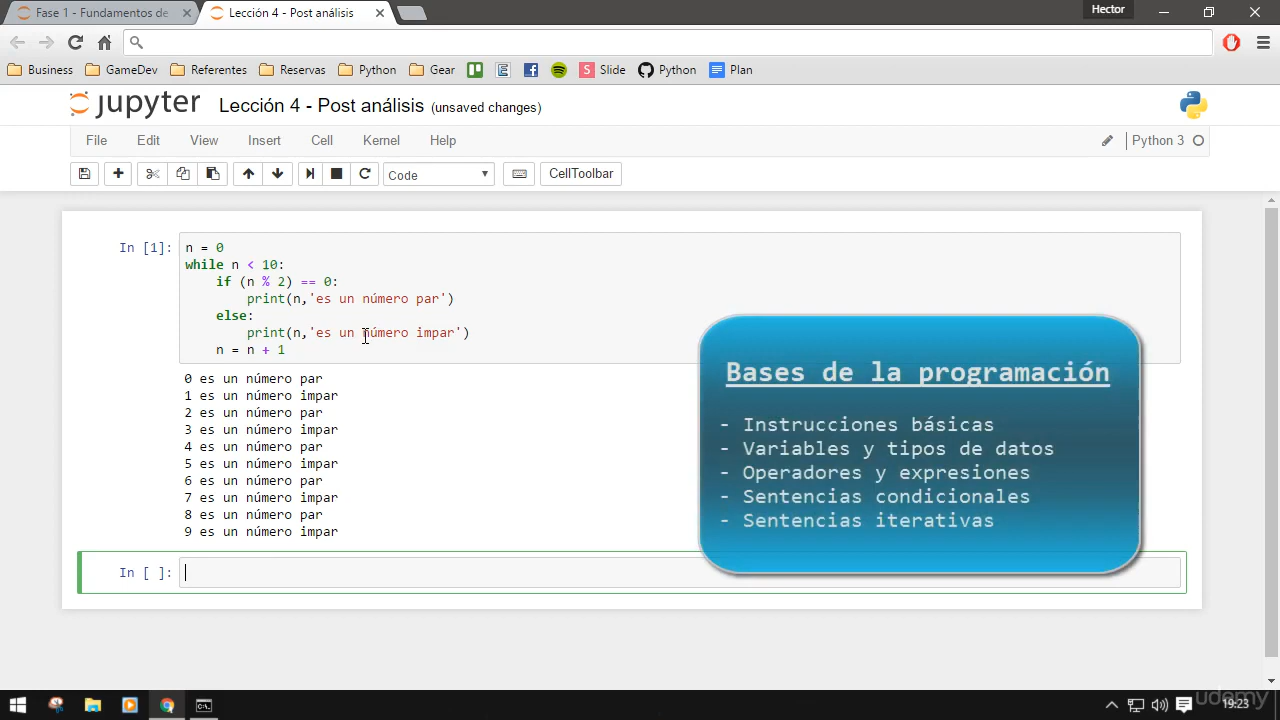 Fase 1 - Fundamentos de
Lección 4 - Post análisis
Hector
Business
GameDev
Referentes
Reservas
Python
Gear
Slide
Python
Plan
jupyter
Lección 4 - Post análisis (unsaved changes)
File Edit View Insert Cell Kernel Help
Python 3
Code
CellToolbar
In [1]:
n = 0
while n < 10:
    if (n % 2) == 0:
        print(n,'es un número par')
    else:
        print(n,'es un número impar')
    n = n + 1
0 es un número par
1 es un número impar
2 es un número par
3 es un número impar
4 es un número par
5 es un número impar
6 es un número par
7 es un número impar
8 es un número par
9 es un número impar
Bases de la programación
- Instrucciones básicas
- Variables y tipos de datos
- Operadores y expresiones
- Sentencias condicionales
- Sentencias iterativas
In [ ]:
udemy
19:23